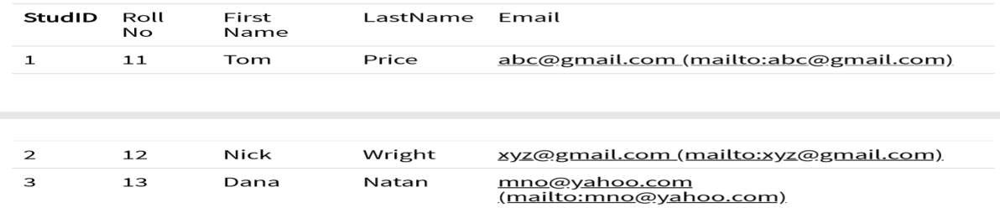 StudID Roll No First Name LastName Email
1 11 Tom Price abc@gmail.com (mailto:abc@gmail.com)
2 12 Nick Wright xyz@gmail.com (mailto:xyz@gmail.com)
3 13 Dana Natan mno@yahoo.com
(mailto:mno@yahoo.com)